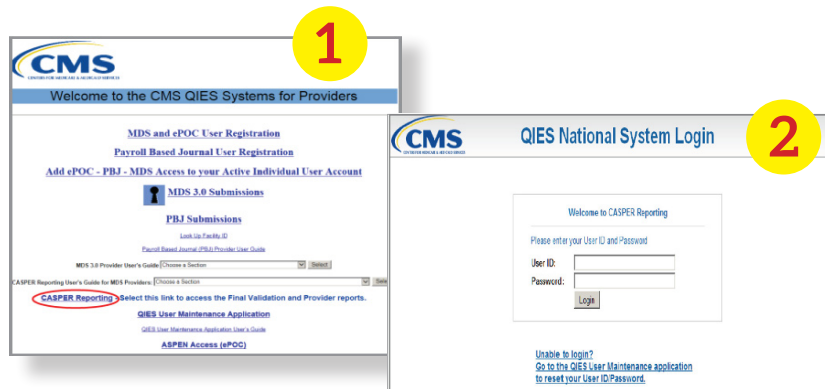 1
CMS
CENTERS FOR MEDICARE & MEDICAID SERVICES
Welcome to the CMS QIES Systems for Providers
MDS and ePOC User Registration
Payroll Based Journal User Registration
Add ePOC - PBJ - MDS Access to your Active Individual User Account
MDS 3.0 Submissions
PBJ Submissions
Look Up Facility ID
Payroll Based Journal (PBJ) Provider User Guide
MDS 3.0 Provider User's Guide Choose a Section Select
CASPER Reporting User's Guide for MDS Providers: Choose a Section Sele
CASPER Reporting - Select this link to access the Final Validation and Provider reports.
QIES User Maintenance Application
QIES User Maintenance Application User's Guide
ASPEN Access (ePOC)
2
CMS
CENTERS FOR MEDICARE & MEDICAID SERVICES
QIES National System Login
Welcome to CASPER Reporting
Please enter your User ID and Password
User ID:
Password:
Login
Unable to login?
Go to the QIES User Maintenance application
to reset your User ID/Password.